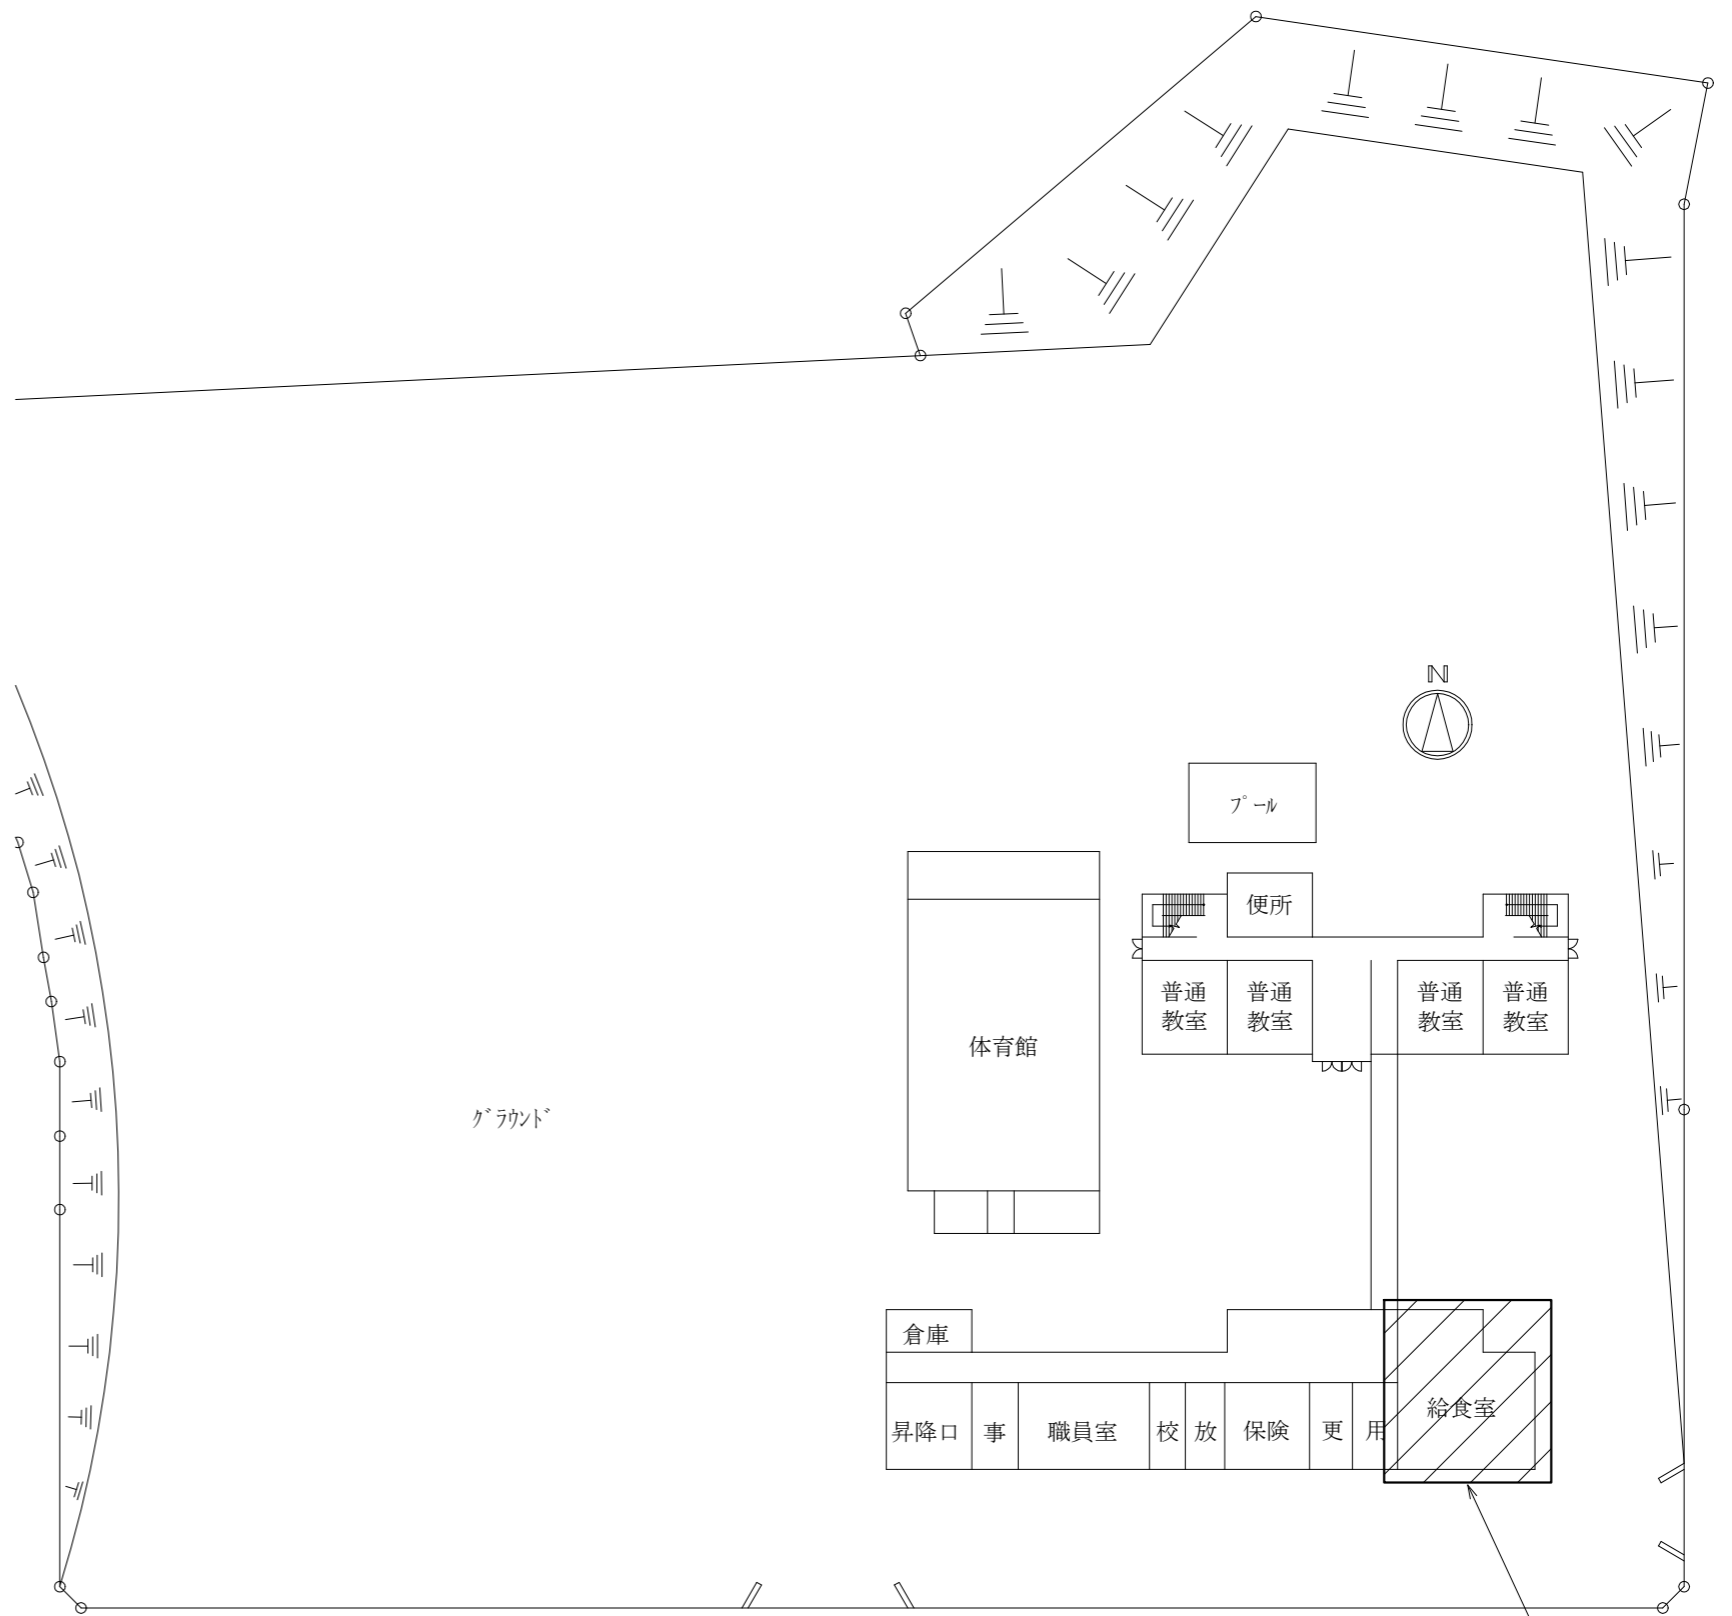 N
ﾌﾟｰﾙ
便所
普通
教室
普通
教室
普通
教室
普通
教室
体育館
ｸﾞﾗｳﾝﾄﾞ
倉庫
昇降口
事
職員室
校
放
保険
更
用
給食室